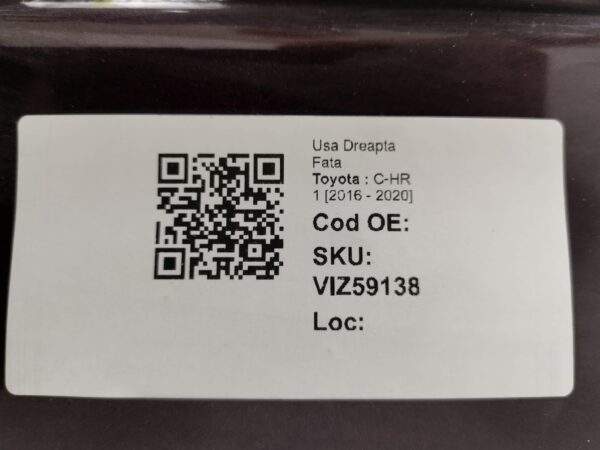 Usa Dreapta
Fata
Toyota : C-HR
1 [2016 - 2020]
Cod OE:
SKU:
VIZ59138
Loc: